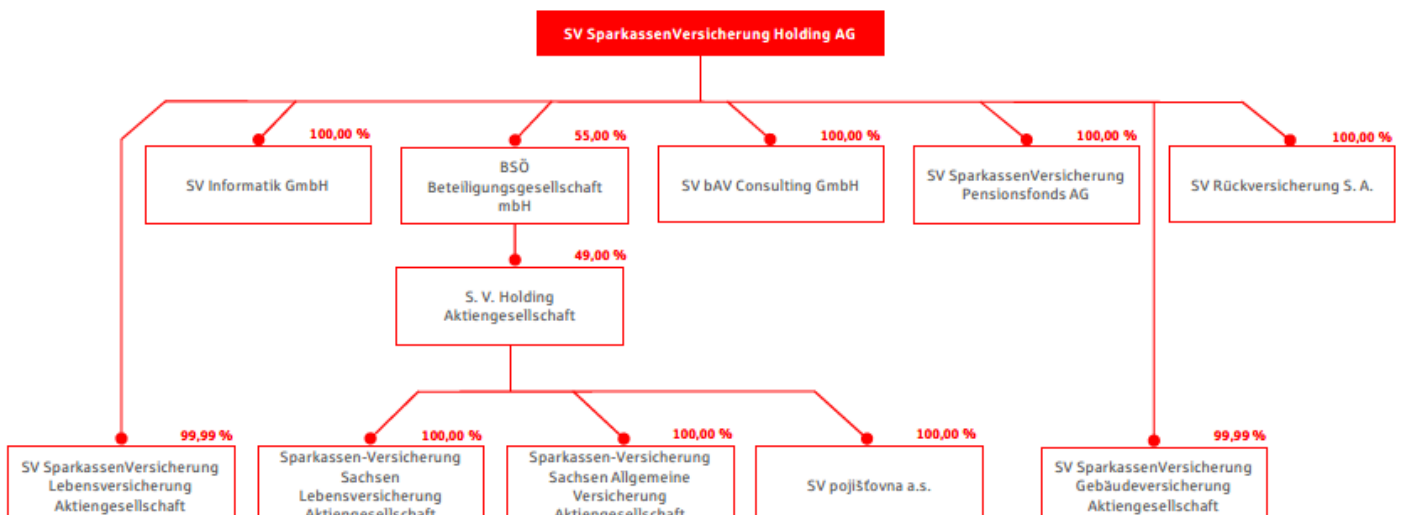 SV SparkassenVersicherung Holding AG
100,00 %
SV Informatik GmbH
55,00 %
BSÖ
Beteiligungsgesellschaft
mbH
100,00 %
SV bAV Consulting GmbH
100,00 %
SV SparkassenVersicherung
Pensionsfonds AG
100,00 %
SV Rückversicherung S. A.
49,00 %
S. V. Holding
Aktiengesellschaft
99,99 %
SV SparkassenVersicherung
Lebensversicherung
Aktiengesellschaft
100,00 %
Sparkassen-Versicherung
Sachsen
Lebensversicherung
Aktiengesellschaft
100,00 %
Sparkassen-Versicherung
Sachsen Allgemeine
Versicherung
Aktiengesellschaft
100,00 %
SV pojišťovna a.s.
99,99 %
SV SparkassenVersicherung
Gebäudeversicherung
Aktiengesellschaft